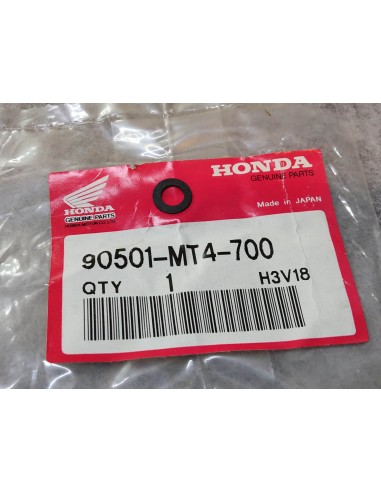 HONDA
GENUINE PARTS
Made in JAPAN
HONDA
GENUINE PARTS
90501-MT4-700
QTY 1 H3V18